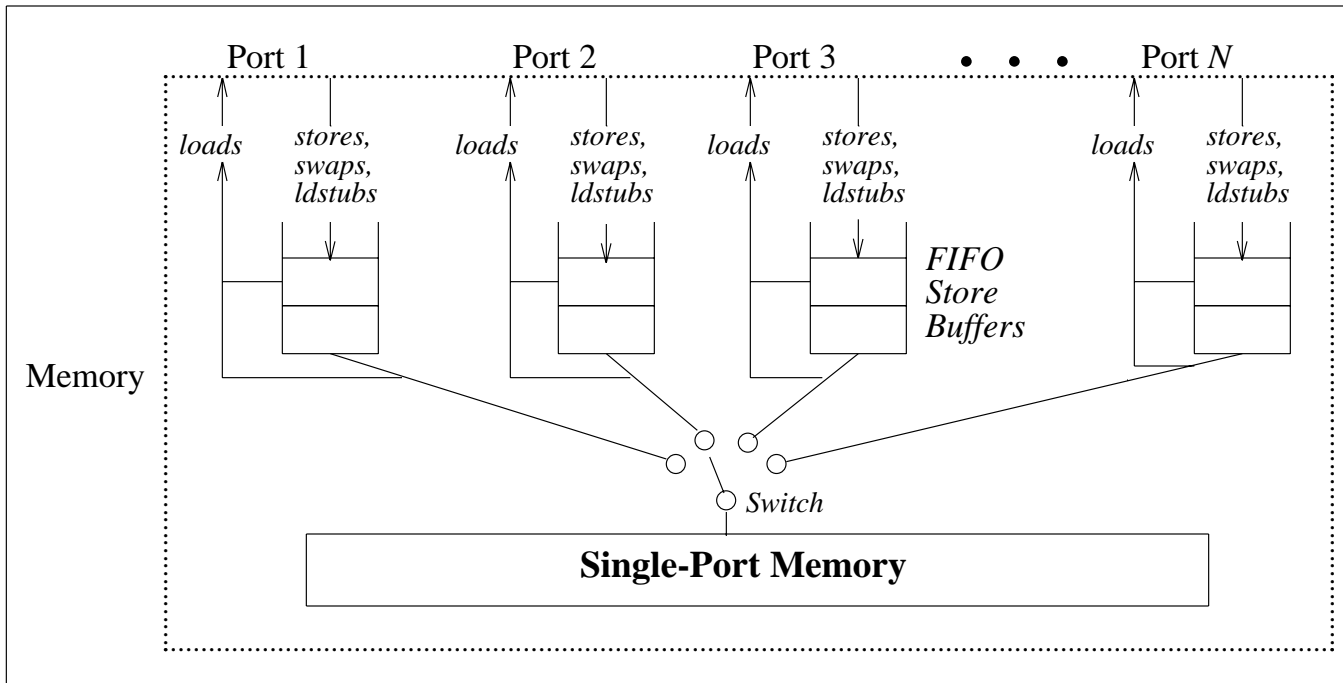 Port 1
Port 2
Port 3
• • •
Port N
loads
stores,
swaps,
ldstubs
loads
stores,
swaps,
ldstubs
loads
stores,
swaps,
ldstubs
loads
stores,
swaps,
ldstubs
FIFO
Store
Buffers
Memory
Switch
Single-Port Memory